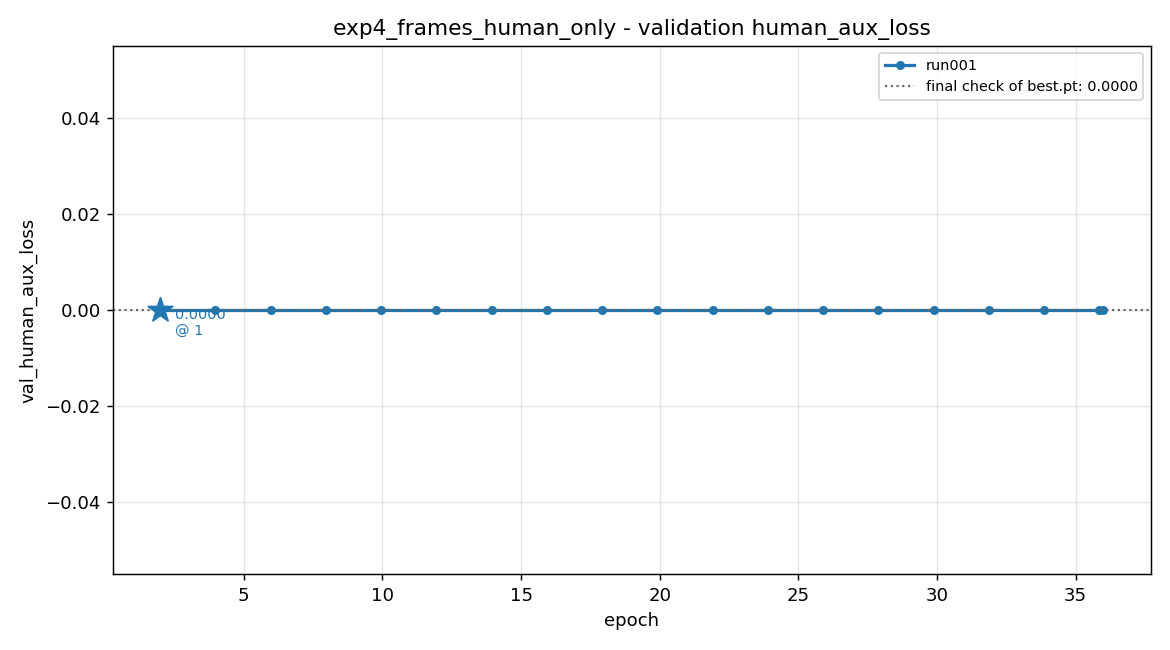 exp4_frames_human_only - validation human_aux_loss
run001
final check of best.pt: 0.0000
val_human_aux_loss
0.04
0.02
0.00
−0.02
−0.04
0.0000
@ 1
5
10
15
20
25
30
35
epoch